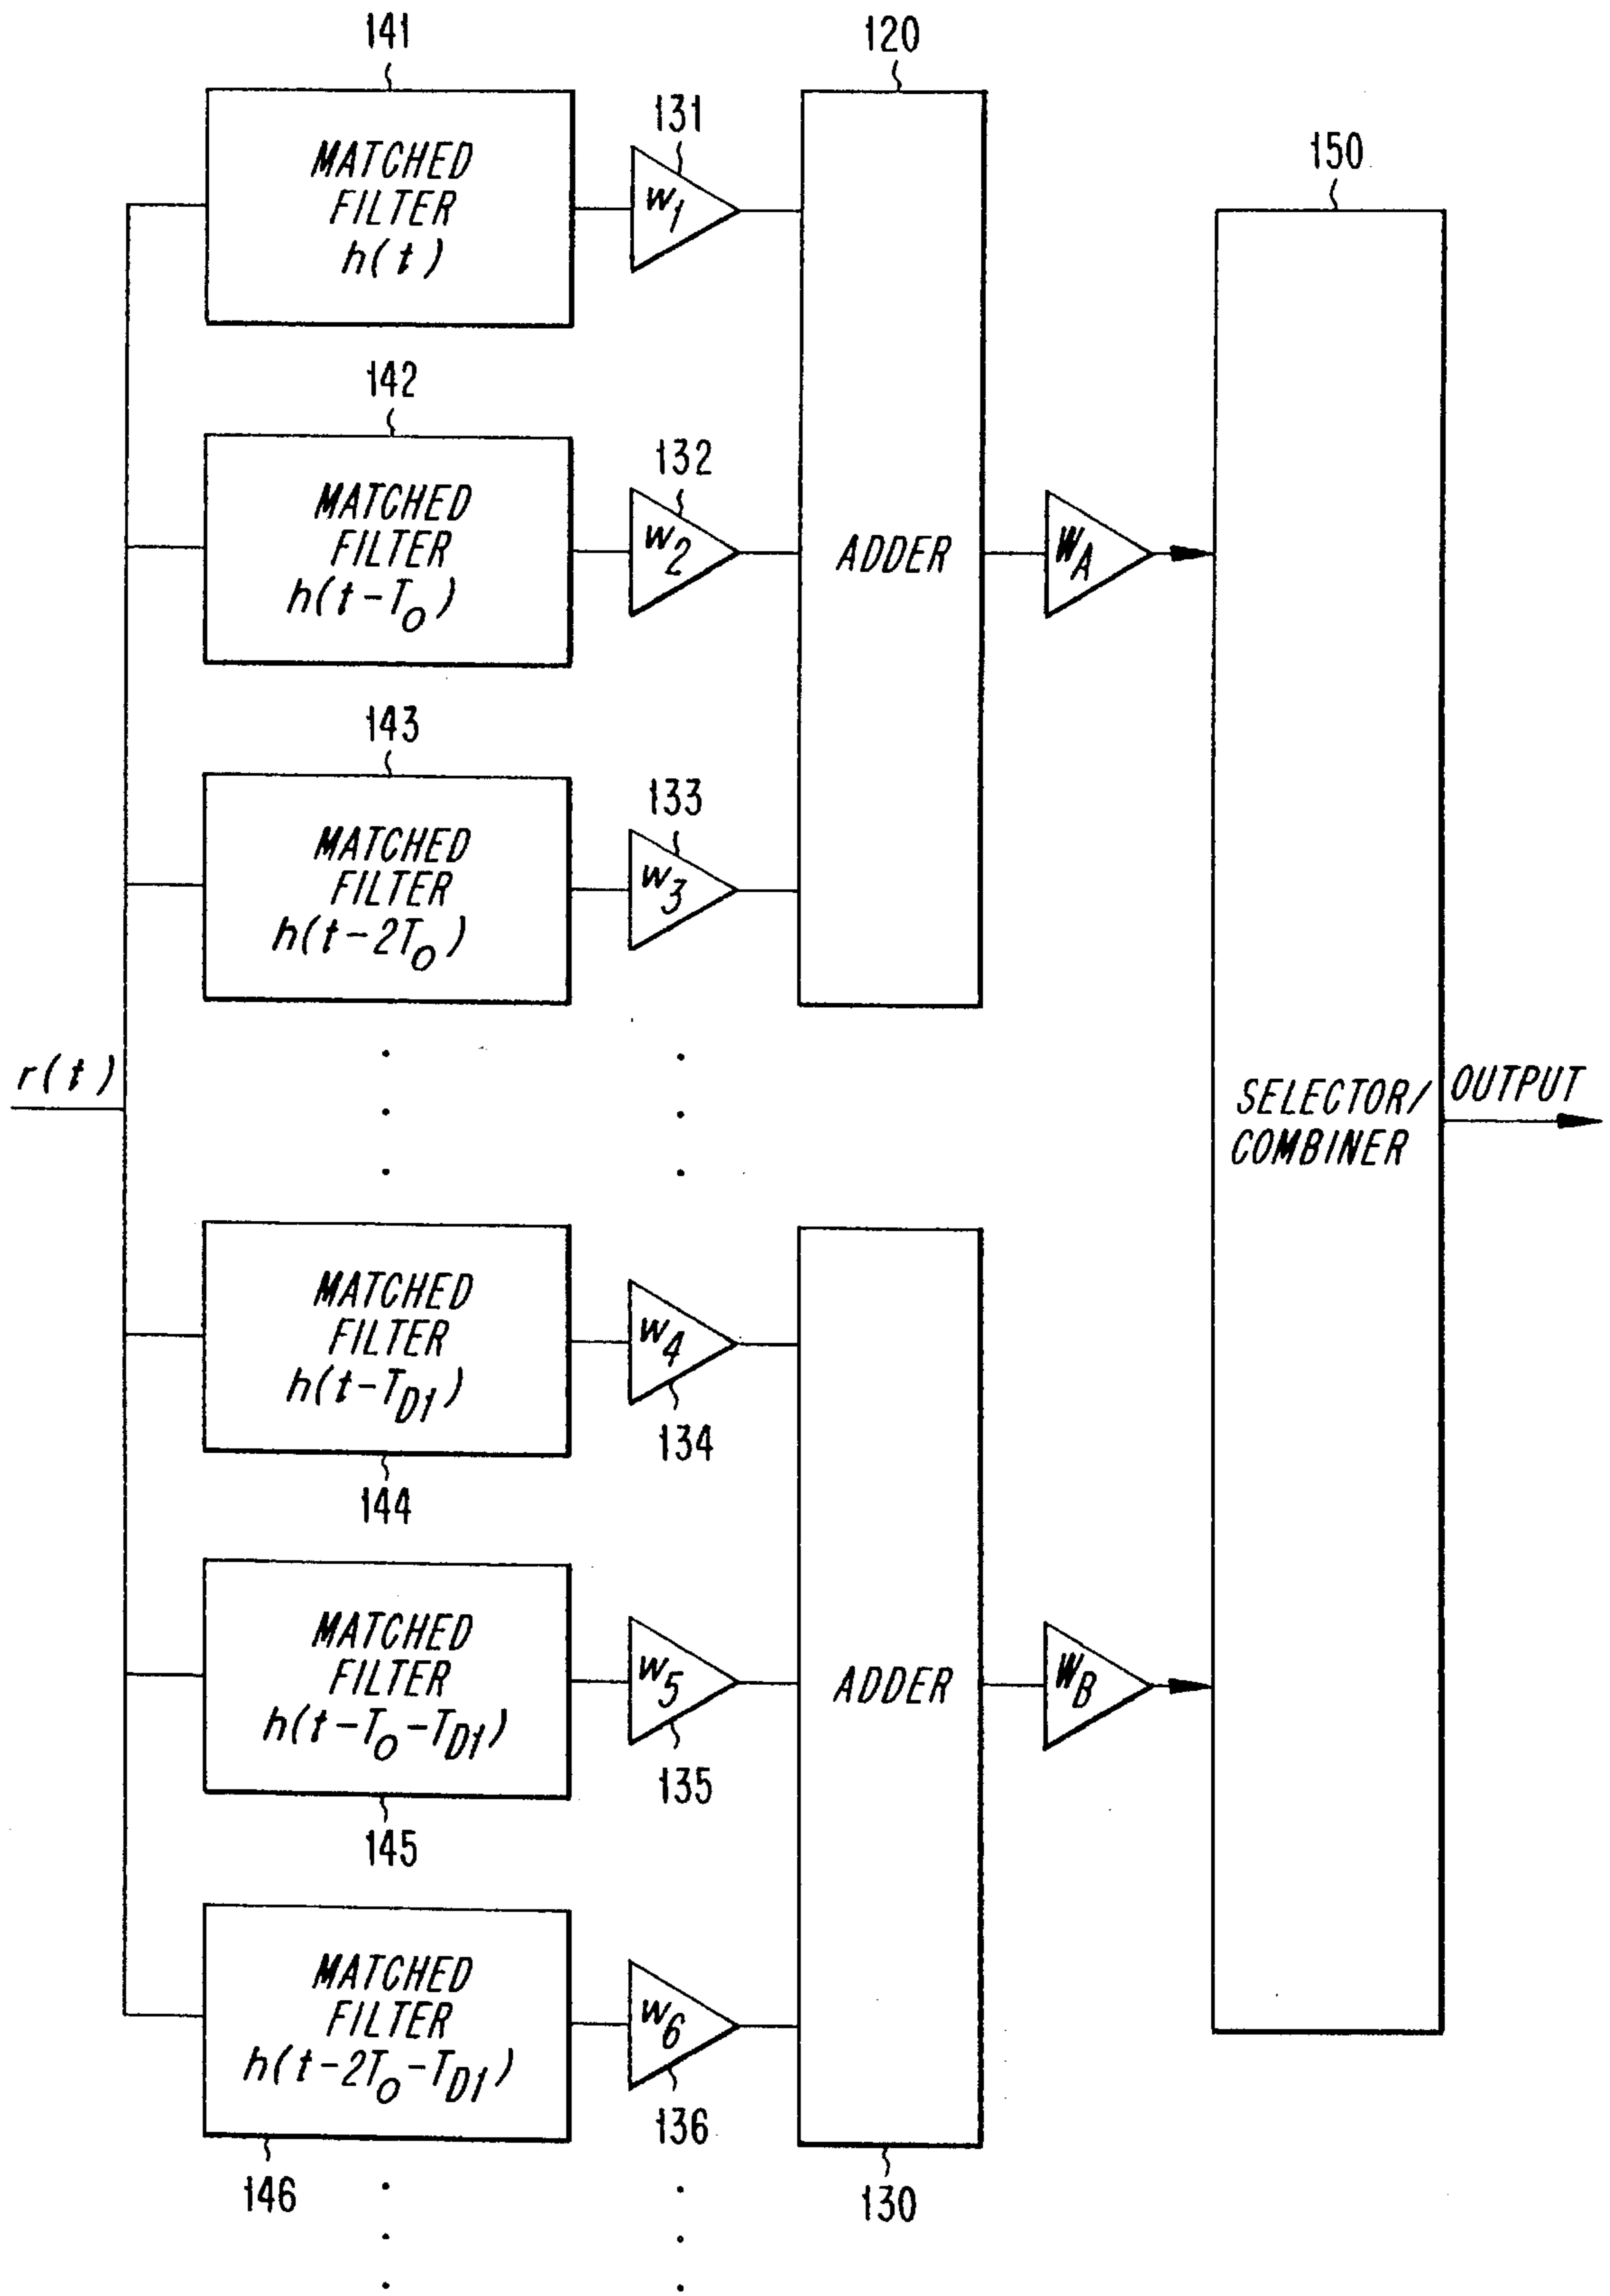 141
120
MATCHED
FILTER
h(t)
131
w1
150
142
MATCHED
FILTER
h(t-To)
132
w2
ADDER
WA
143
MATCHED
FILTER
h(t-2To)
133
w3
r(t)
SELECTOR/
COMBINER
OUTPUT
MATCHED
FILTER
h(t-TD1)
144
w4
134
MATCHED
FILTER
h(t-To-TD1)
145
w5
135
ADDER
WB
MATCHED
FILTER
h(t-2To-TD1)
146
w6
136
130